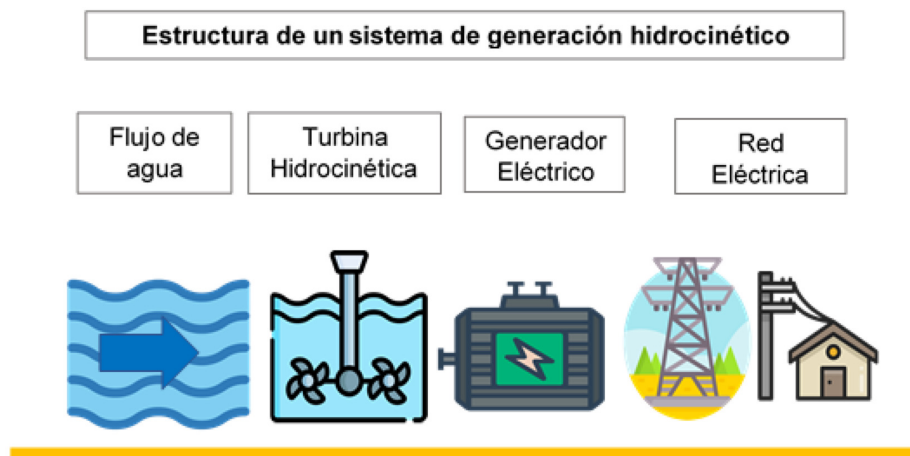 Estructura de un sistema de generación hidrocinético
Flujo de
agua
Turbina
Hidrocinética
Generador
Eléctrico
Red
Eléctrica